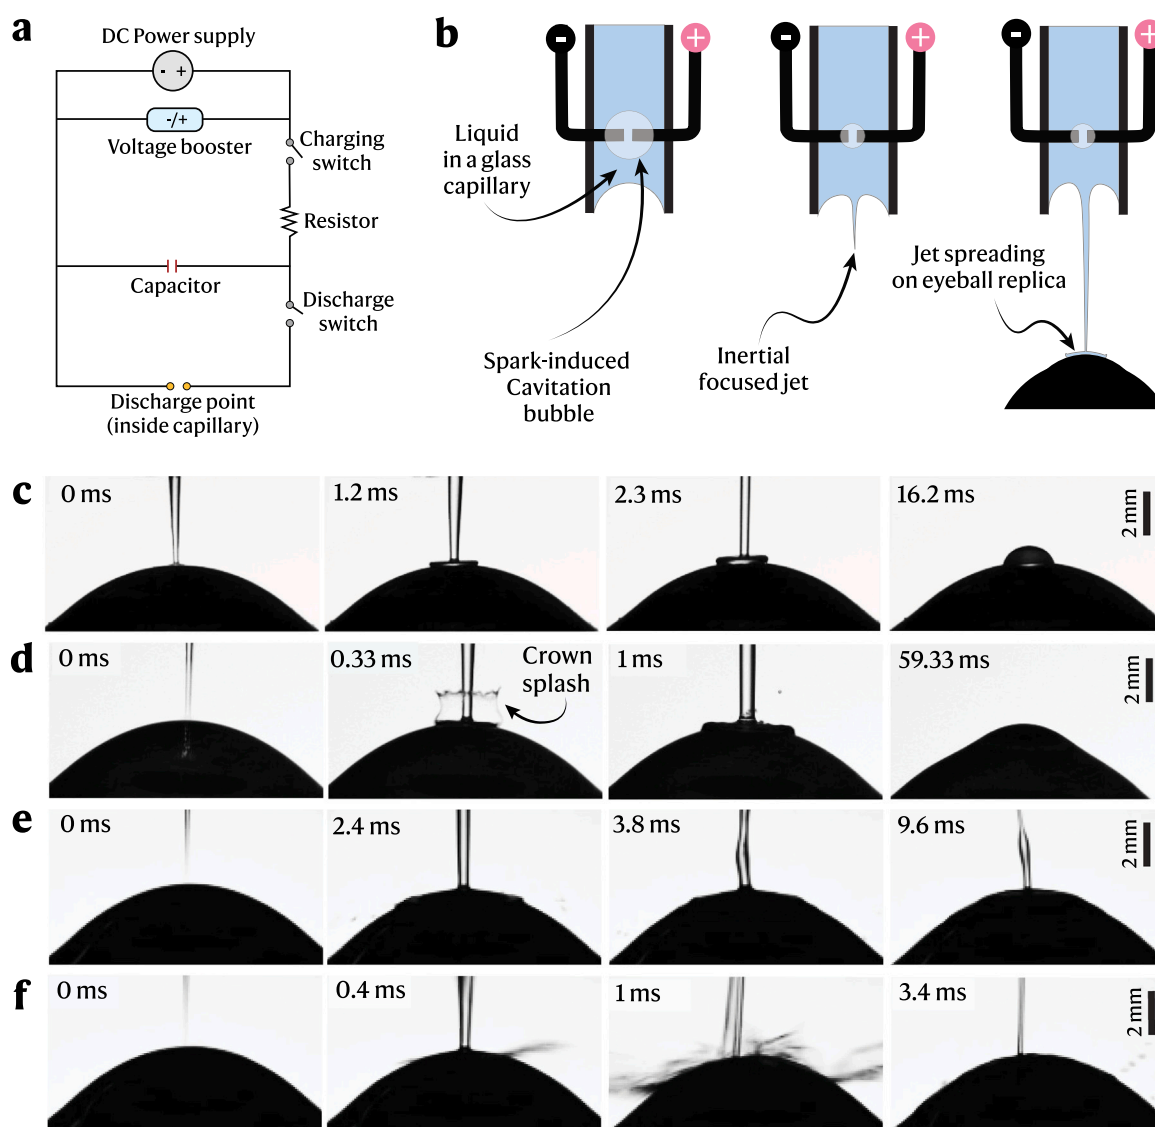 a
DC Power supply
- +
-/+
Voltage booster
Charging
switch
Resistor
Capacitor
Discharge
switch
Discharge point
(inside capillary)
b
- +
- +
- +
Liquid
in a glass
capillary
Spark-induced
Cavitation
bubble
Inertial
focused jet
Jet spreading
on eyeball replica
c
0 ms
1.2 ms
2.3 ms
16.2 ms
2 mm
d
0 ms
0.33 ms
Crown
splash
1 ms
59.33 ms
2 mm
e
0 ms
2.4 ms
3.8 ms
9.6 ms
2 mm
f
0 ms
0.4 ms
1 ms
3.4 ms
2 mm